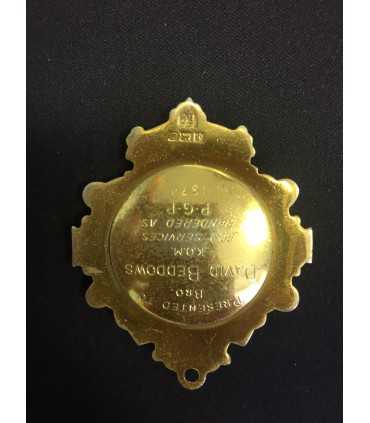 PRESENTED TO
BRO.
DAVID BEDDOWS
K.O.M.
FOR SERVICES
RENDERED AS
P-G-P